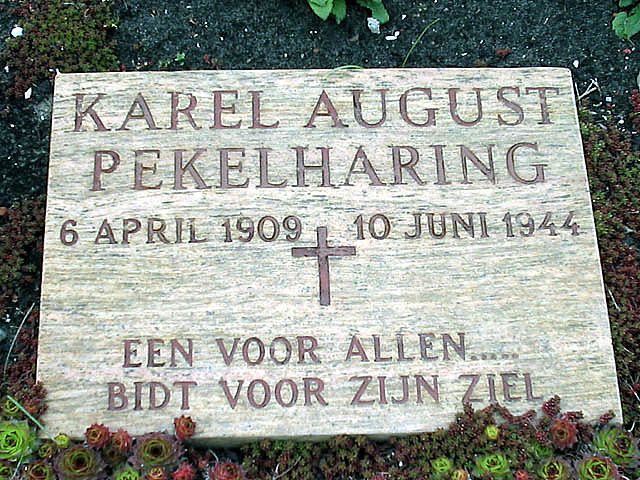 KAREL AUGUST
PEKELHARING
6 APRIL 1909 10 JUNI 1944
EEN VOOR ALLEN.....
BIDT VOOR ZIJN ZIEL